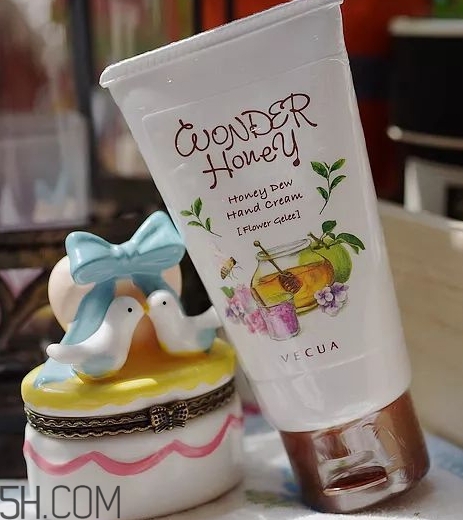 WONDER
Honey
Honey Dew
Hand Cream
[Flower Gelee]
VECUA
5H.COM